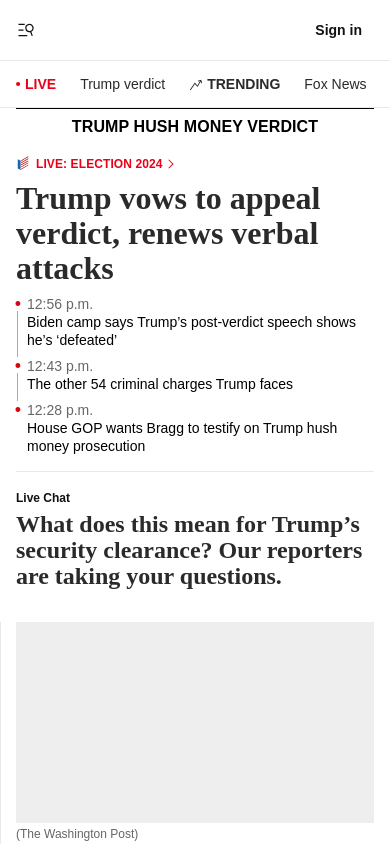 Sign in
LIVE Trump verdict TRENDING Fox News
TRUMP HUSH MONEY VERDICT
LIVE: ELECTION 2024
Trump vows to appeal
verdict, renews verbal
attacks
12:56 p.m.
Biden camp says Trump’s post-verdict speech shows
he’s ‘defeated’
12:43 p.m.
The other 54 criminal charges Trump faces
12:28 p.m.
House GOP wants Bragg to testify on Trump hush
money prosecution
Live Chat
What does this mean for Trump’s
security clearance? Our reporters
are taking your questions.
(The Washington Post)